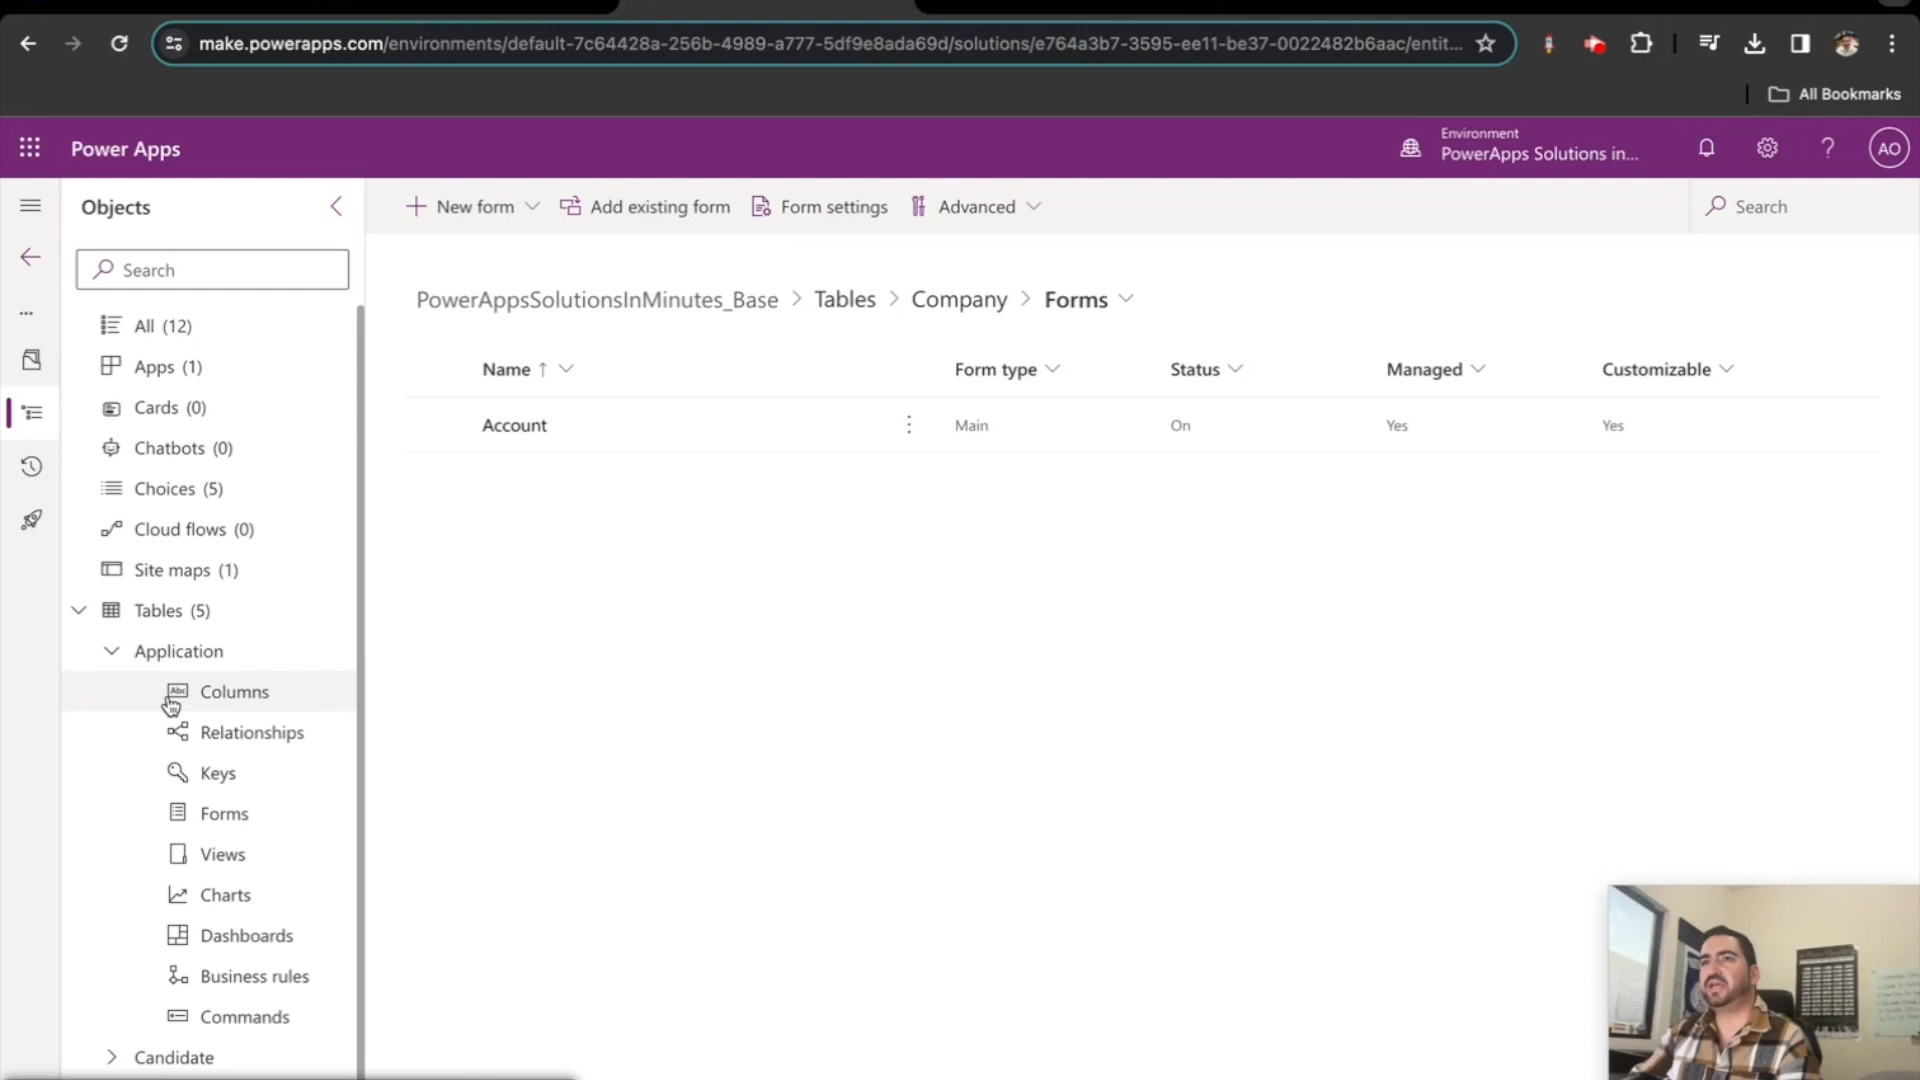 make.powerapps.com/environments/default-7c64428a-256b-4989-a777-5df9e8ada69d/solutions/e764a3b7-3595-ee11-be37-0022482b6aac/entit...
All Bookmarks
Power Apps
Environment
PowerApps Solutions in...
?
AO
Objects
New form
Add existing form
Form settings
Advanced
Search
Search
PowerAppsSolutionsInMinutes_Base > Tables > Company > Forms
All (12)
Apps (1)
Cards (0)
Chatbots (0)
Choices (5)
Cloud flows (0)
Site maps (1)
Tables (5)
Application
Abc Columns
Relationships
Keys
Forms
Views
Charts
Dashboards
Business rules
Commands
Candidate
Name ↑ Form type Status Managed Customizable
Account Main On Yes Yes